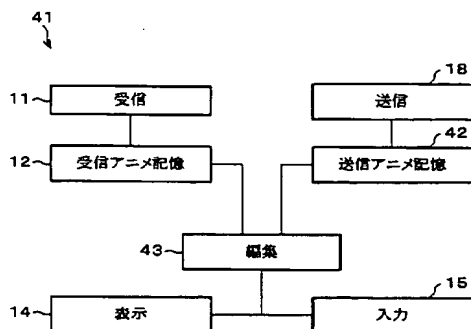 41
11 受信
18 送信
12 受信アニメ記憶
42 送信アニメ記憶
43 編集
14 表示
15 入力